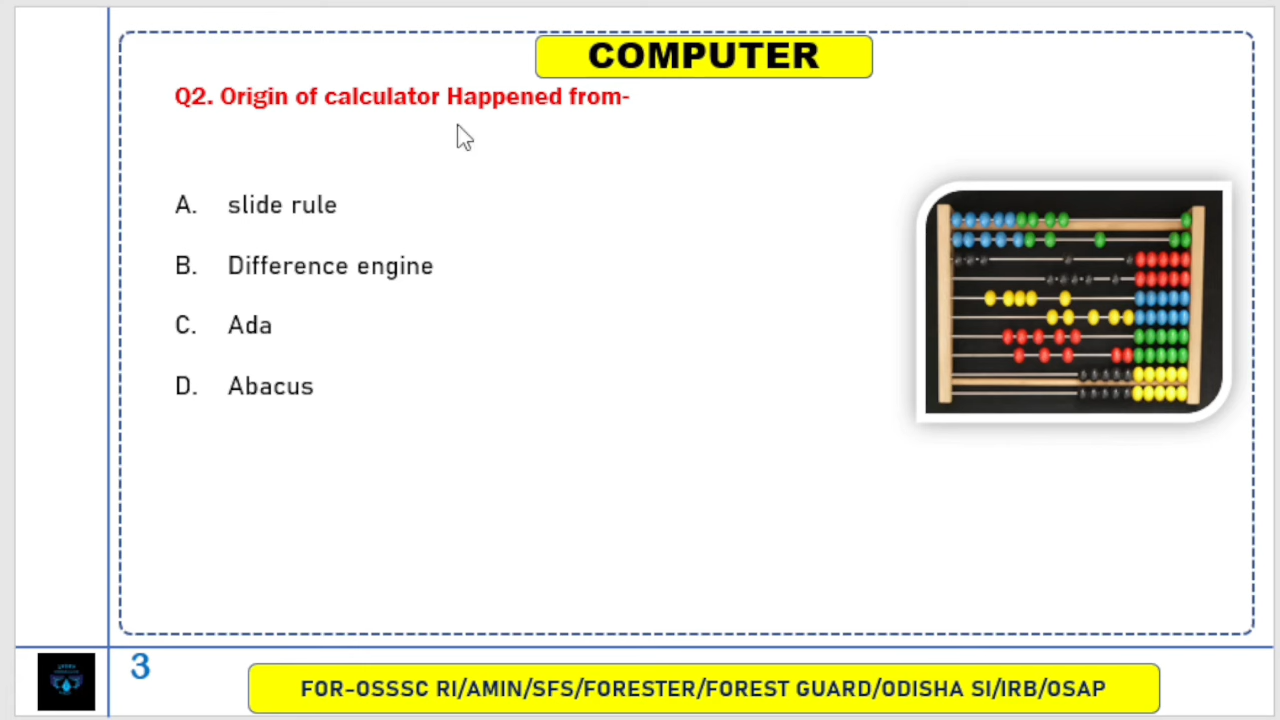 COMPUTER
Q2. Origin of calculator Happened from-
A. slide rule
B. Difference engine
C. Ada
D. Abacus
3
FOR-OSSSC RI/AMIN/SFS/FORESTER/FOREST GUARD/ODISHA SI/IRB/OSAP